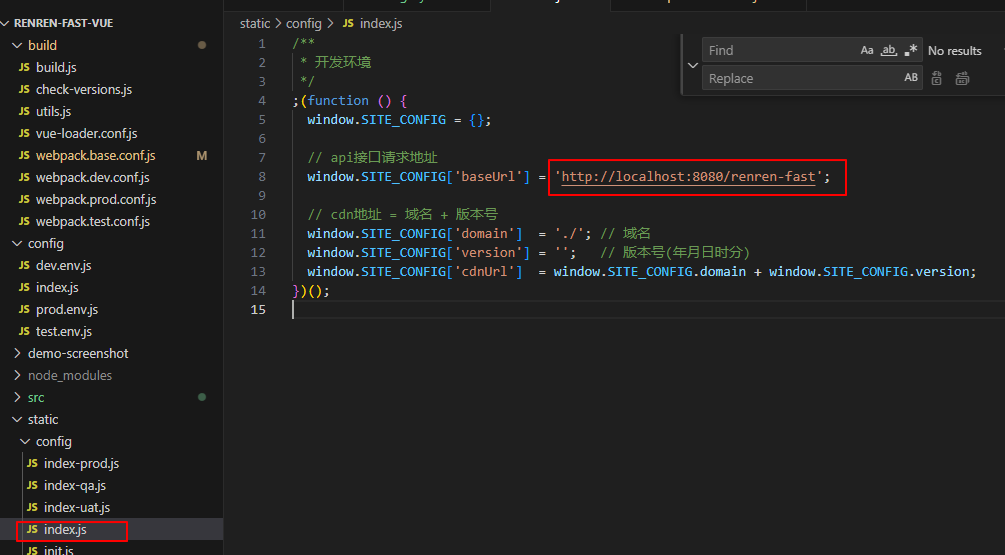 RENREN-FAST-VUE
build
JS build.js
JS check-versions.js
JS utils.js
JS vue-loader.conf.js
JS webpack.base.conf.js M
JS webpack.dev.conf.js
JS webpack.prod.conf.js
JS webpack.test.conf.js
config
JS dev.env.js
JS index.js
JS prod.env.js
JS test.env.js
demo-screenshot
node_modules
src
static
config
JS index-prod.js
JS index-qa.js
JS index-uat.js
JS index.js
JS init.js
static > config > JS index.js
Find Aa ab .* No results
Replace AB
1 /**
2 * 开发环境
3 */
4 ;(function () {
5 window.SITE_CONFIG = {};
6
7 // api接口请求地址
8 window.SITE_CONFIG['baseUrl'] = 'http://localhost:8080/renren-fast';
9
10 // cdn地址 = 域名 + 版本号
11 window.SITE_CONFIG['domain']  = './'; // 域名
12 window.SITE_CONFIG['version'] = '';   // 版本号(年月日时分)
13 window.SITE_CONFIG['cdnUrl']  = window.SITE_CONFIG.domain + window.SITE_CONFIG.version;
14 })();
15